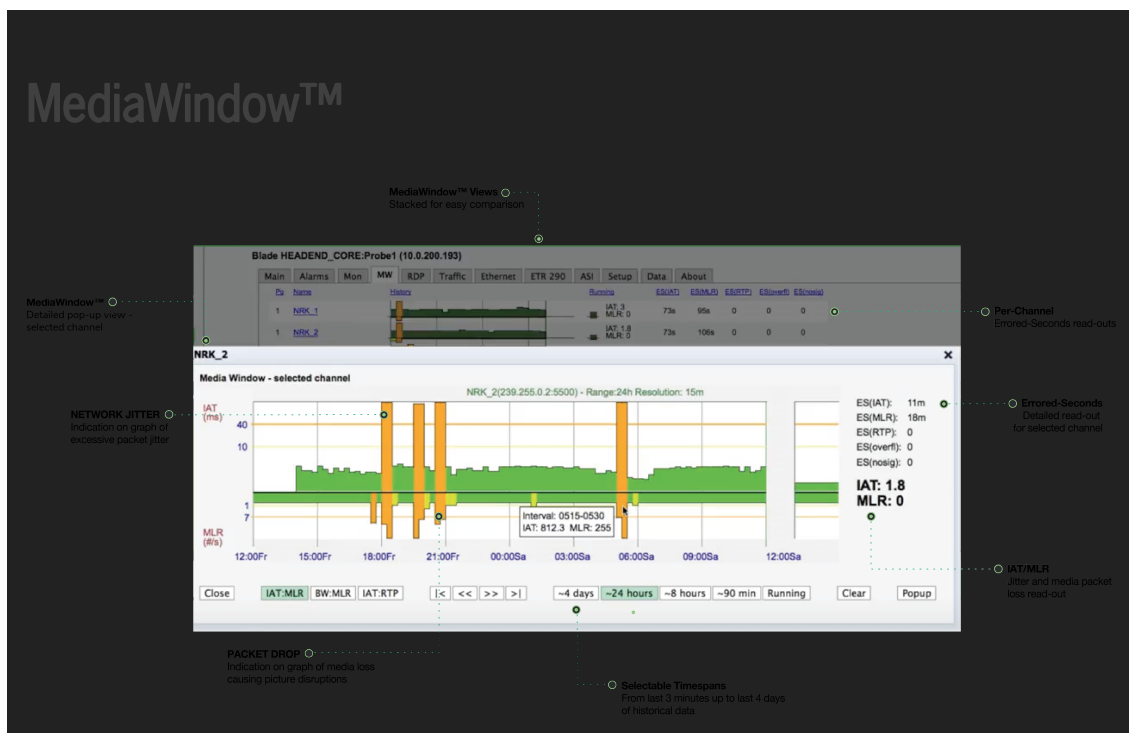 MediaWindow™
MediaWindow™ Views
Stacked for easy comparison
Blade HEADEND_CORE:Probe1 (10.0.200.193)
Main Alarms Mon MW RDP Traffic Ethernet ETR 290 ASI Setup Data About
Pg Name History Running ES(IAT) ES(MLR) ES(RTP) ES(overfl) ES(nosig)
1 NRK_1 IAT: 3 MLR: 0 73s 95s 0 0 0
1 NRK_2 IAT: 1.8 MLR: 0 73s 106s 0 0 0
MediaWindow™
Detailed pop-up view -
selected channel
Per-Channel
Errored-Seconds read-outs
NRK_2
Media Window - selected channel
NRK_2(239.255.0.2:5500) - Range:24h Resolution: 15m
IAT
(ms)
40
10
1
7
MLR
(#/s)
12:00Fr 15:00Fr 18:00Fr 21:00Fr 00:00Sa 03:00Sa 06:00Sa 09:00Sa 12:00Sa
Interval: 0515-0530
IAT: 812.3 MLR: 255
ES(IAT): 11m
ES(MLR): 18m
ES(RTP): 0
ES(overfl): 0
ES(nosig): 0
IAT: 1.8
MLR: 0
NETWORK JITTER
Indication on graph of
excessive packet jitter
Errored-Seconds
Detailed read-out
for selected channel
IAT/MLR
Jitter and media packet
loss read-out
Close IAT:MLR BW:MLR IAT:RTP |< << >> >| ~4 days ~24 hours ~8 hours ~90 min Running Clear Popup
PACKET DROP
Indication on graph of media loss
causing picture disruptions
Selectable Timespans
From last 3 minutes up to last 4 days
of historical data